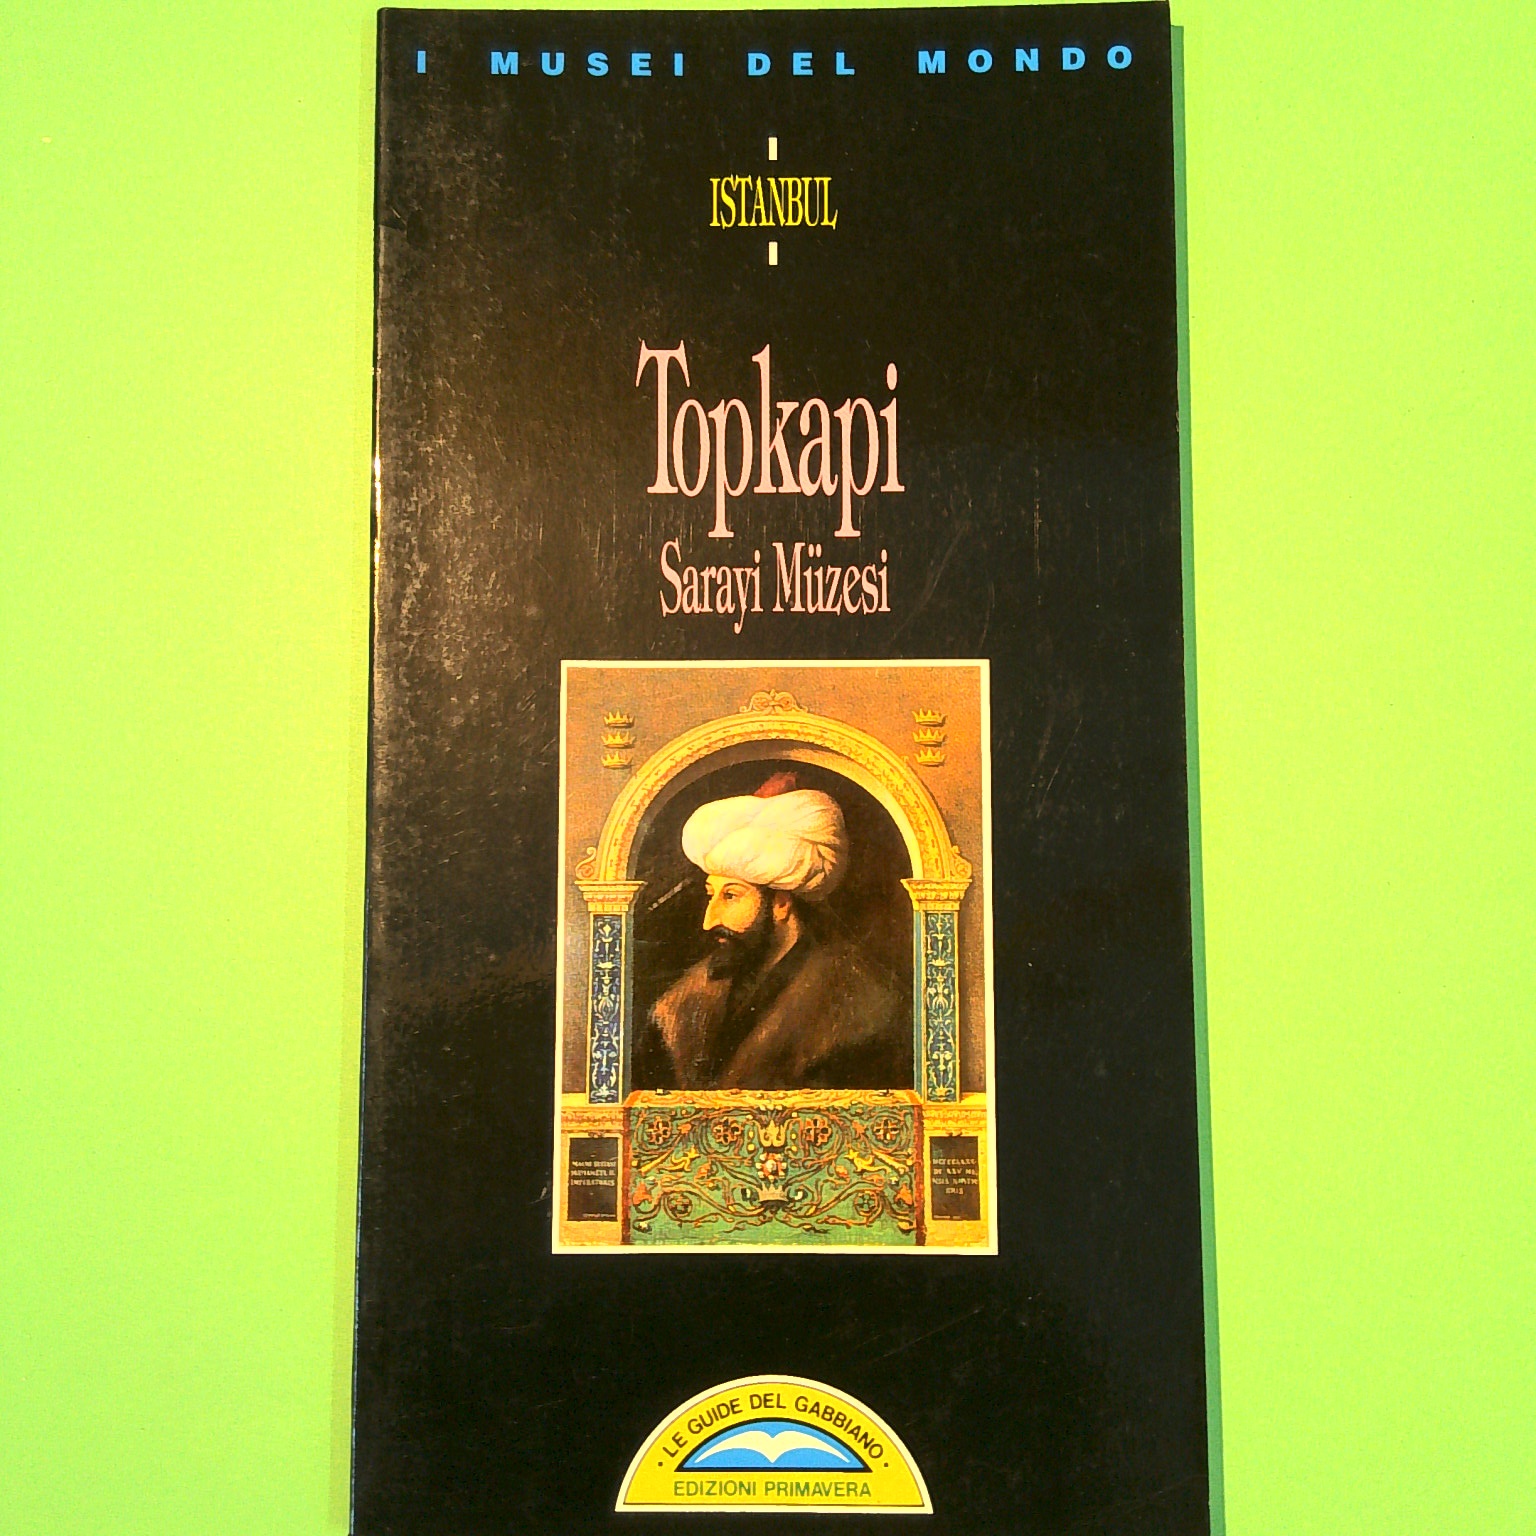 I MUSEI DEL MONDO
ISTANBUL
Topkapi
Sarayi Müzesi
• LE GUIDE DEL GABBIANO •
EDIZIONI PRIMAVERA